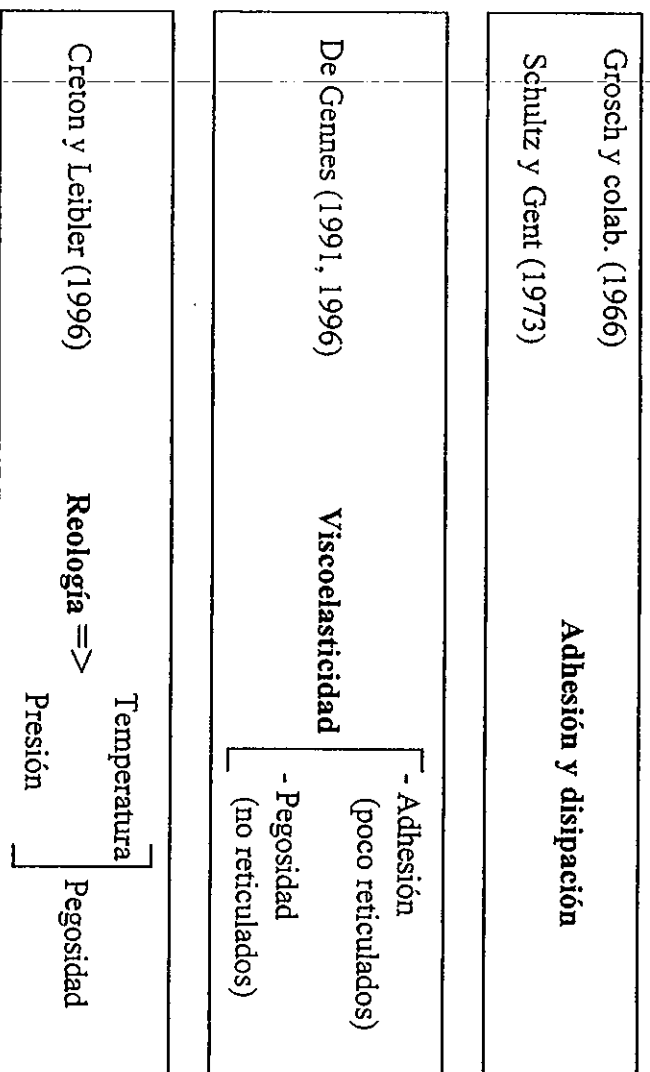 Grosch y colab. (1966)
Schultz y Gent (1973)
Adhesión y disipación
De Gennes (1991, 1996)
Viscoelasticidad
- Adhesión
(poco reticulados)
- Pegosidad
(no reticulados)
Creton y Leibler (1996)
Reología =>
Temperatura
Presión
Pegosidad